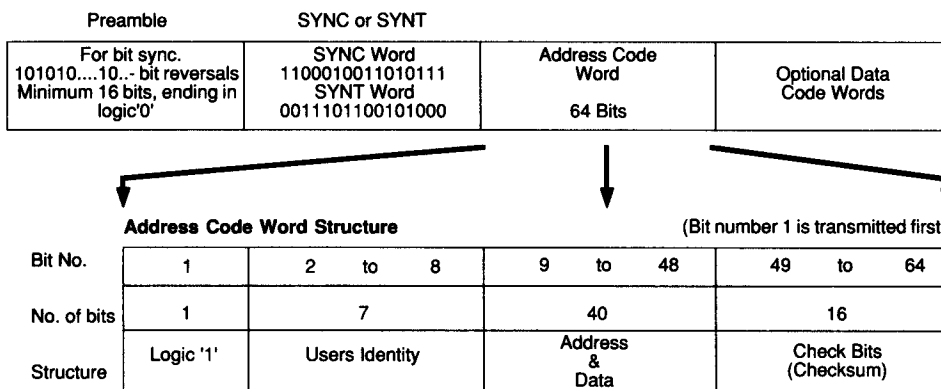 Preamble
SYNC or SYNT
For bit sync.
101010....10..- bit reversals
Minimum 16 bits, ending in
logic'0'
SYNC Word
1100010011010111
SYNT Word
0011101100101000
Address Code
Word
64 Bits
Optional Data
Code Words
Address Code Word Structure
(Bit number 1 is transmitted first
Bit No.
1
2 to 8
9 to 48
49 to 64
No. of bits
1
7
40
16
Structure
Logic '1'
Users Identity
Address
&
Data
Check Bits
(Checksum)